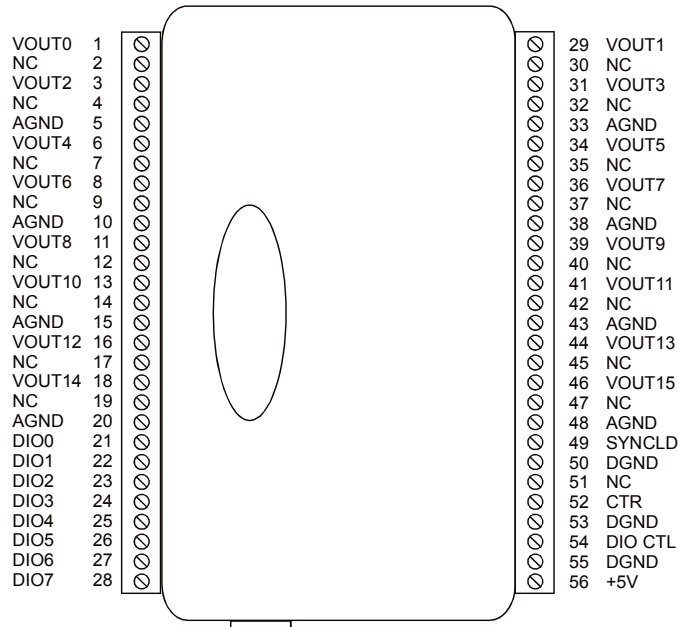 VOUT0 1
NC 2
VOUT2 3
NC 4
AGND 5
VOUT4 6
NC 7
VOUT6 8
NC 9
AGND 10
VOUT8 11
NC 12
VOUT10 13
NC 14
AGND 15
VOUT12 16
NC 17
VOUT14 18
NC 19
AGND 20
DIO0 21
DIO1 22
DIO2 23
DIO3 24
DIO4 25
DIO5 26
DIO6 27
DIO7 28
29 VOUT1
30 NC
31 VOUT3
32 NC
33 AGND
34 VOUT5
35 NC
36 VOUT7
37 NC
38 AGND
39 VOUT9
40 NC
41 VOUT11
42 NC
43 AGND
44 VOUT13
45 NC
46 VOUT15
47 NC
48 AGND
49 SYNCLD
50 DGND
51 NC
52 CTR
53 DGND
54 DIO CTL
55 DGND
56 +5V